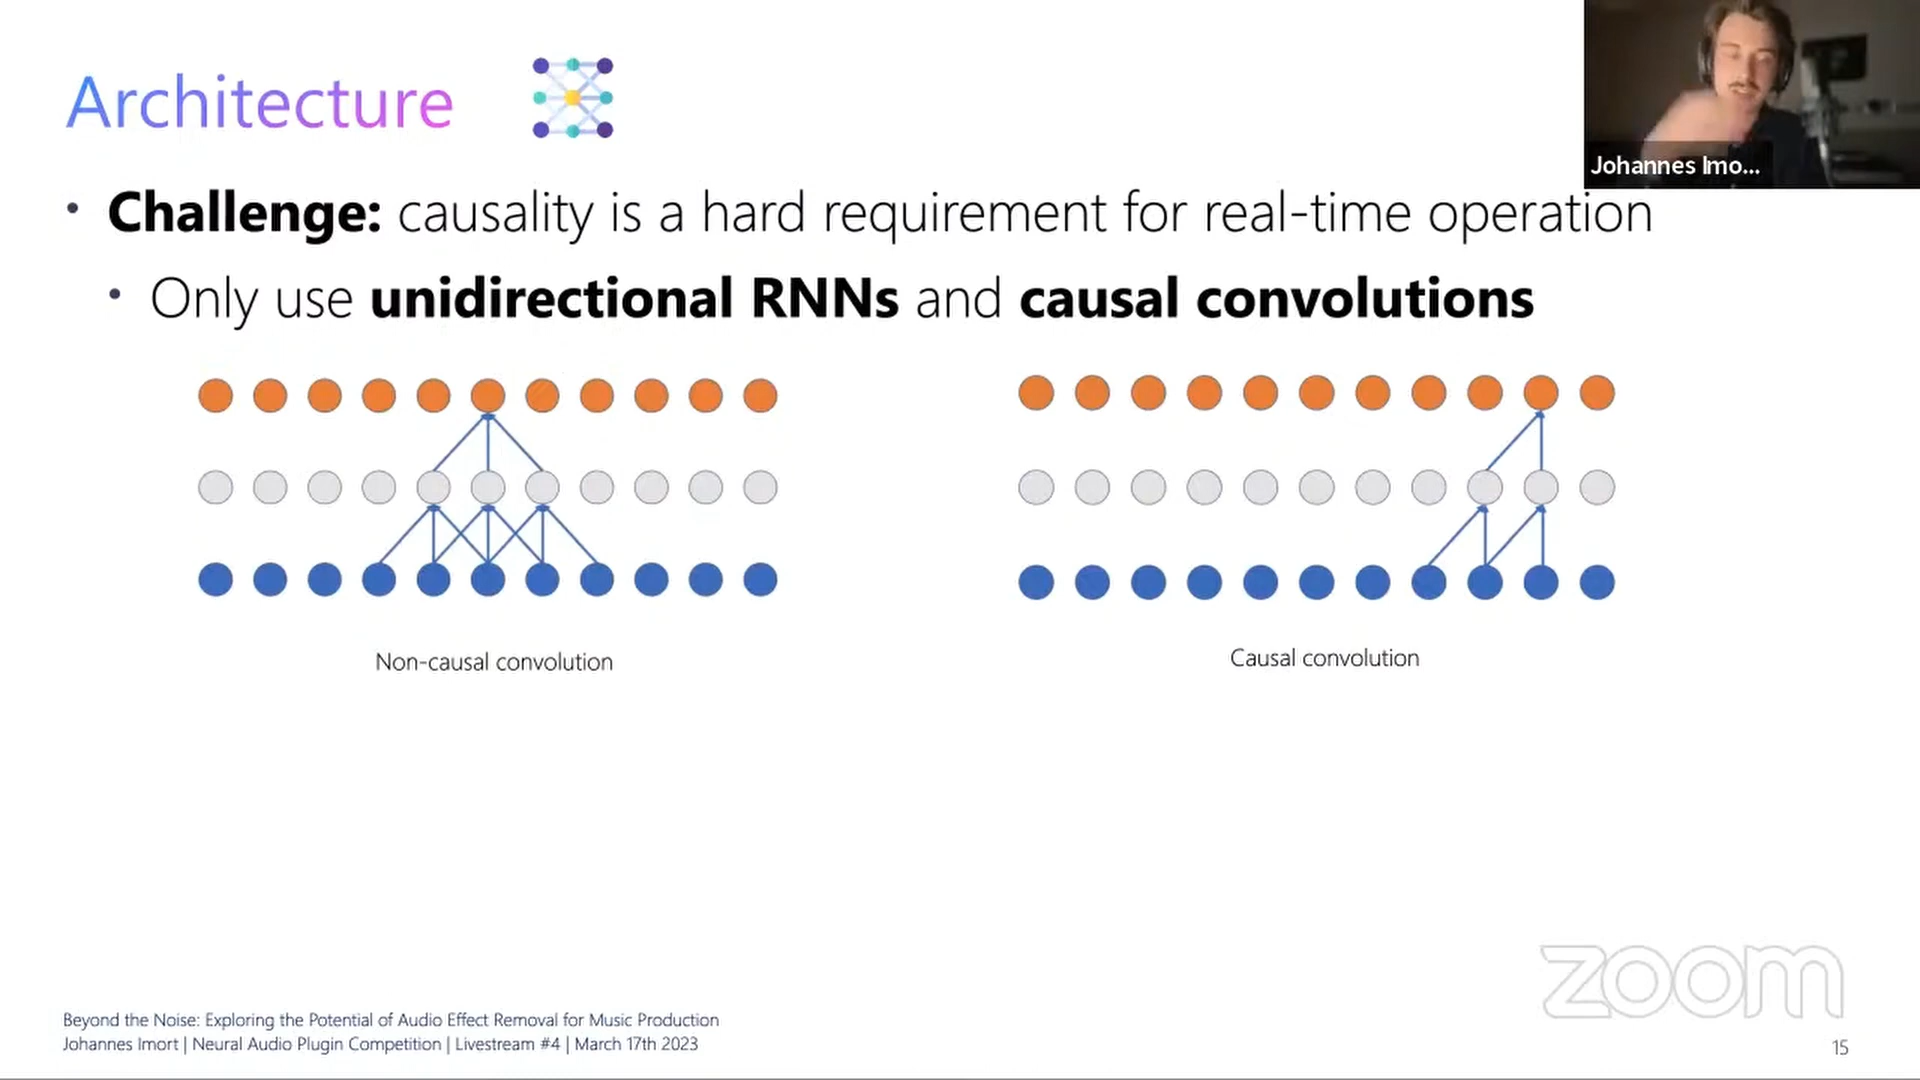 Architecture
Johannes Imo...
• Challenge: causality is a hard requirement for real-time operation
• Only use unidirectional RNNs and causal convolutions
Non-causal convolution
Causal convolution
zoom
Beyond the Noise: Exploring the Potential of Audio Effect Removal for Music Production
Johannes Imort | Neural Audio Plugin Competition | Livestream #4 | March 17th 2023
15